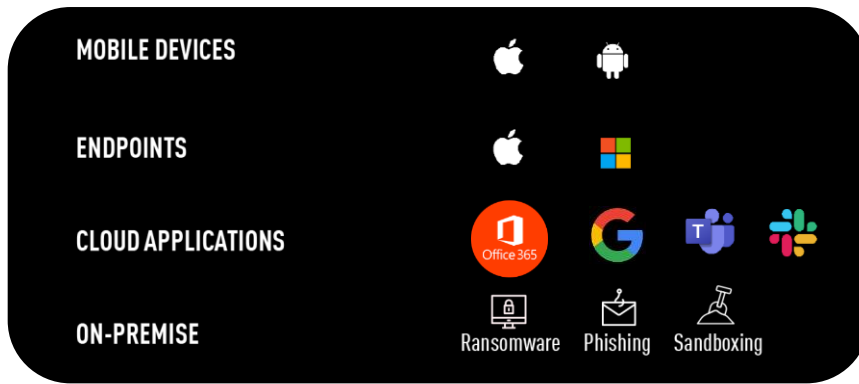 MOBILE DEVICES
ENDPOINTS
CLOUD APPLICATIONS
Office 365
T
ON-PREMISE
Ransomware Phishing Sandboxing